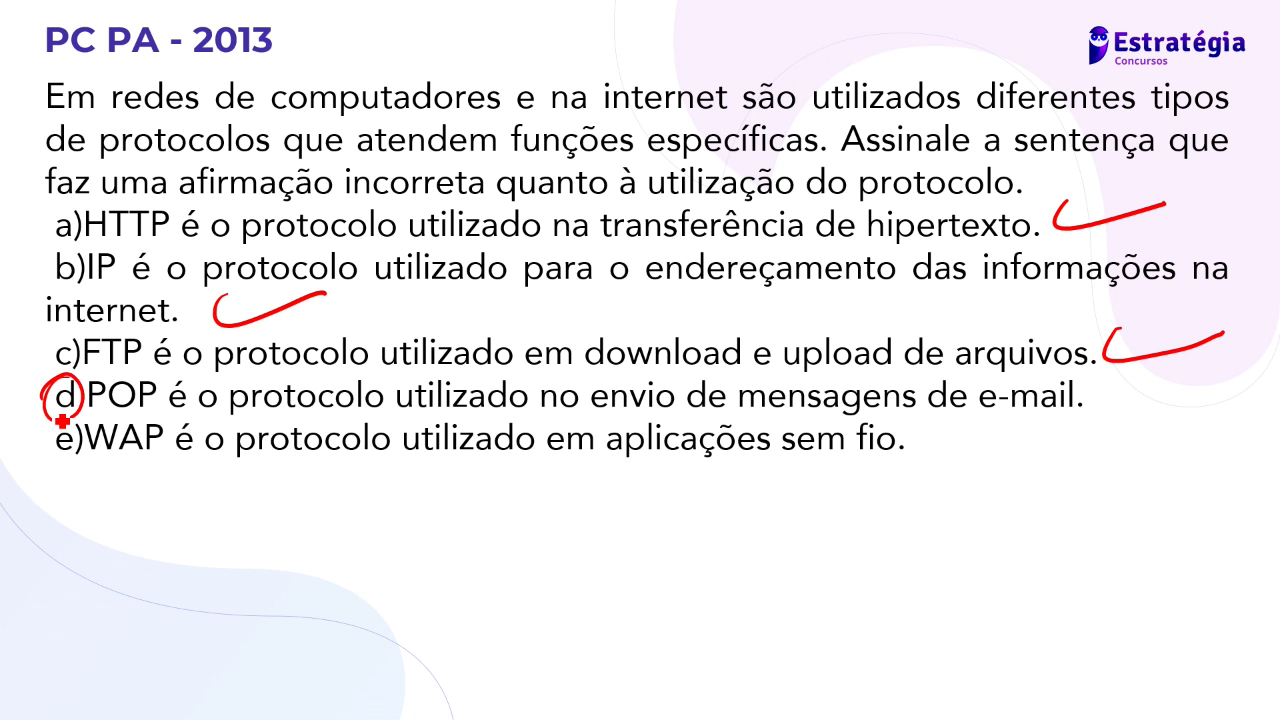 PC PA - 2013
Estratégia
Concursos
Em redes de computadores e na internet são utilizados diferentes tipos
de protocolos que atendem funções específicas. Assinale a sentença que
faz uma afirmação incorreta quanto à utilização do protocolo.
a)HTTP é o protocolo utilizado na transferência de hipertexto.
b)IP é o protocolo utilizado para o endereçamento das informações na
internet.
c)FTP é o protocolo utilizado em download e upload de arquivos.
d)POP é o protocolo utilizado no envio de mensagens de e-mail.
e)WAP é o protocolo utilizado em aplicações sem fio.